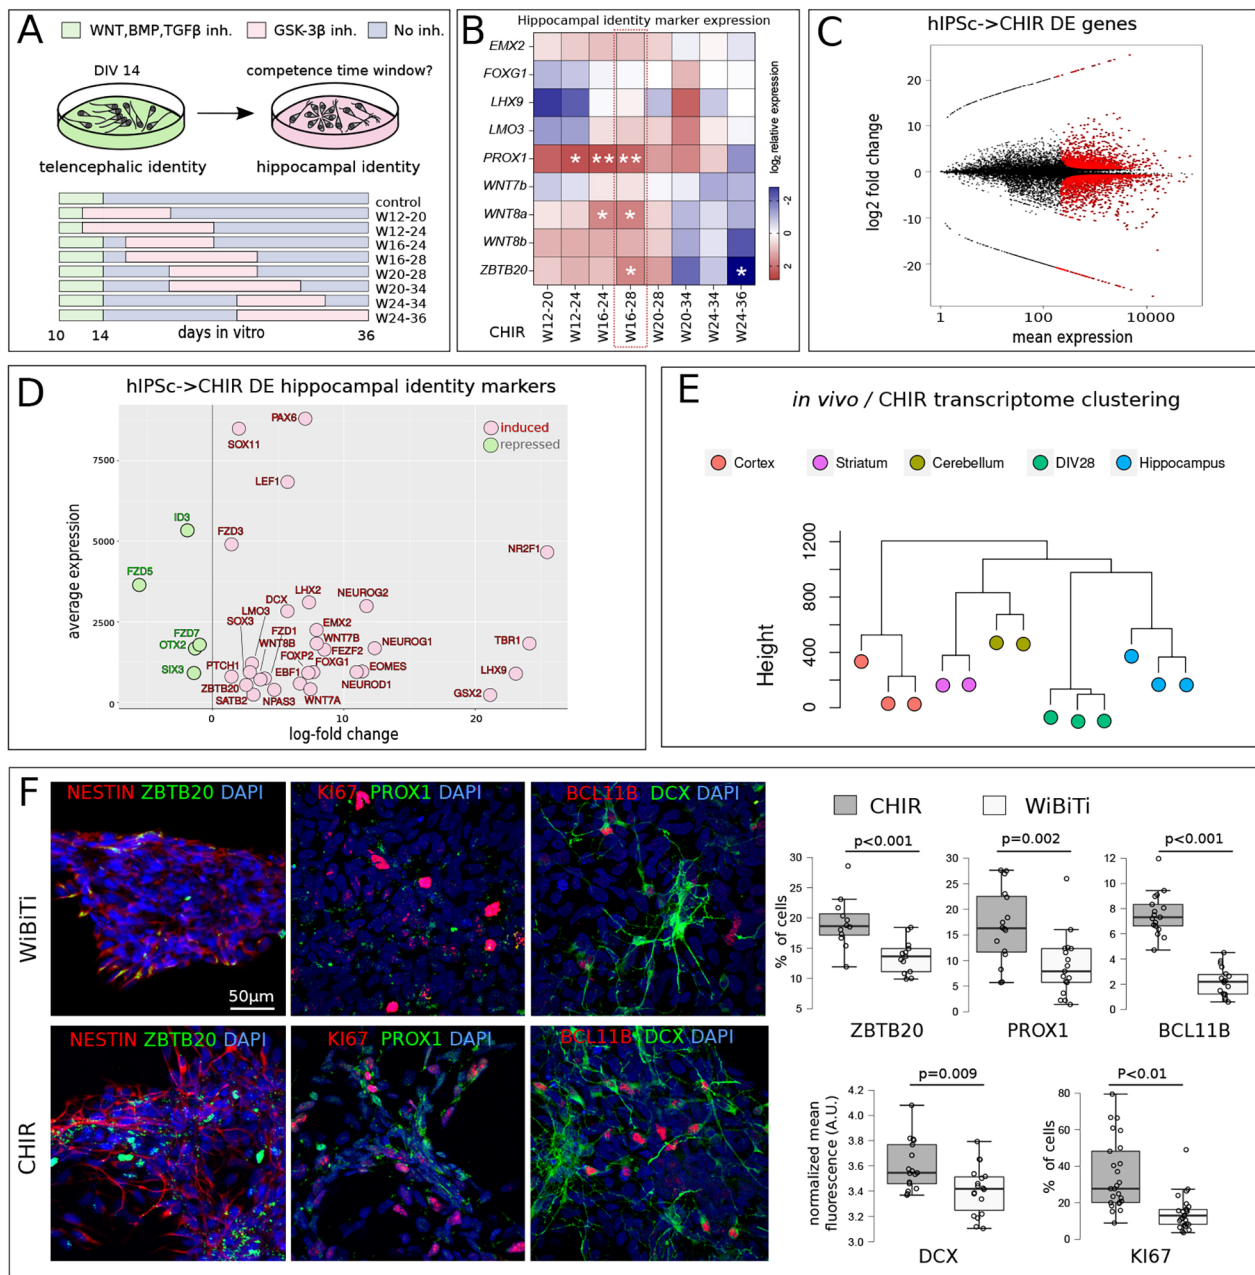 A
WNT,BMP,TGFβ inh.
GSK-3β inh.
No inh.
DIV 14
competence time window?
telencephalic identity
hippocampal identity
control
W12-20
W12-24
W16-24
W16-28
W20-28
W20-34
W24-34
W24-36
10
14
days in vitro
36
B
Hippocampal identity marker expression
EMX2
FOXG1
LHX9
LMO3
PROX1
* ** **
WNT7b
WNT8a
* *
WNT8b
ZBTB20
* *
log2 relative expression
-2
0
2
CHIR
W12-20
W12-24
W16-24
W16-28
W20-28
W20-34
W24-34
W24-36
C
hIPSc->CHIR DE genes
log2 fold change
20
10
0
-10
-20
1
100
10000
mean expression
D
hIPSc->CHIR DE hippocampal identity markers
average expression
7500
5000
2500
0
induced
repressed
PAX6
SOX11
LEF1
ID3
FZD3
NR2F1
FZD5
LHX2
NEUROG2
DCX
LMO3
SOX3
EMX2
FZD1
FZD7
WNT7B
OTX2
WNT8B
FEZF2
NEUROG1
TBR1
FOXP2
FOXG1
SIX3
PTCH1
EBF1
EOMES
LHX9
NEUROD1
ZBTB20
GSX2
SATB2
NPAS3
WNT7A
0
10
20
log-fold change
E
in vivo / CHIR transcriptome clustering
Cortex
Striatum
Cerebellum
DIV28
Hippocampus
Height
1200
800
400
0
F
WiBiTi
NESTIN ZBTB20 DAPI
KI67 PROX1 DAPI
BCL11B DCX DAPI
50µm
CHIR
NESTIN ZBTB20 DAPI
KI67 PROX1 DAPI
BCL11B DCX DAPI
CHIR
WiBiTi
% of cells
30
25
20
15
10
5
p<0.001
ZBTB20
30
25
20
15
10
5
0
p=0.002
PROX1
12
10
8
6
4
2
0
p<0.001
BCL11B
normalized mean
fluorescence (A.U.)
4.2
4.0
3.8
3.6
3.4
3.2
3.0
p=0.009
DCX
% of cells
80
60
40
20
0
P<0.01
KI67